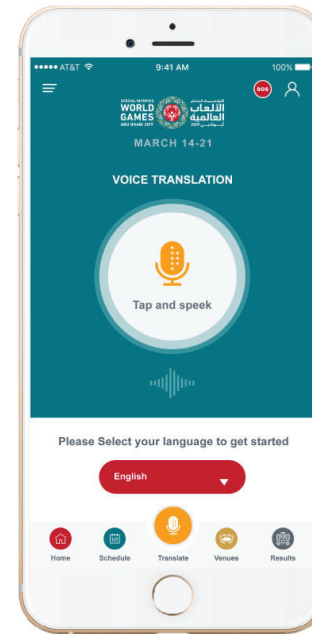 AT&T
9:41 AM
100%
SOS
SPECIAL OLYMPICS
WORLD
GAMES
ABU DHABI 2019
الألعاب
العالمية
MARCH 14-21
VOICE TRANSLATION
Tap and speek
Please Select your language to get started
English
Home
Schedule
Translate
Venues
Results